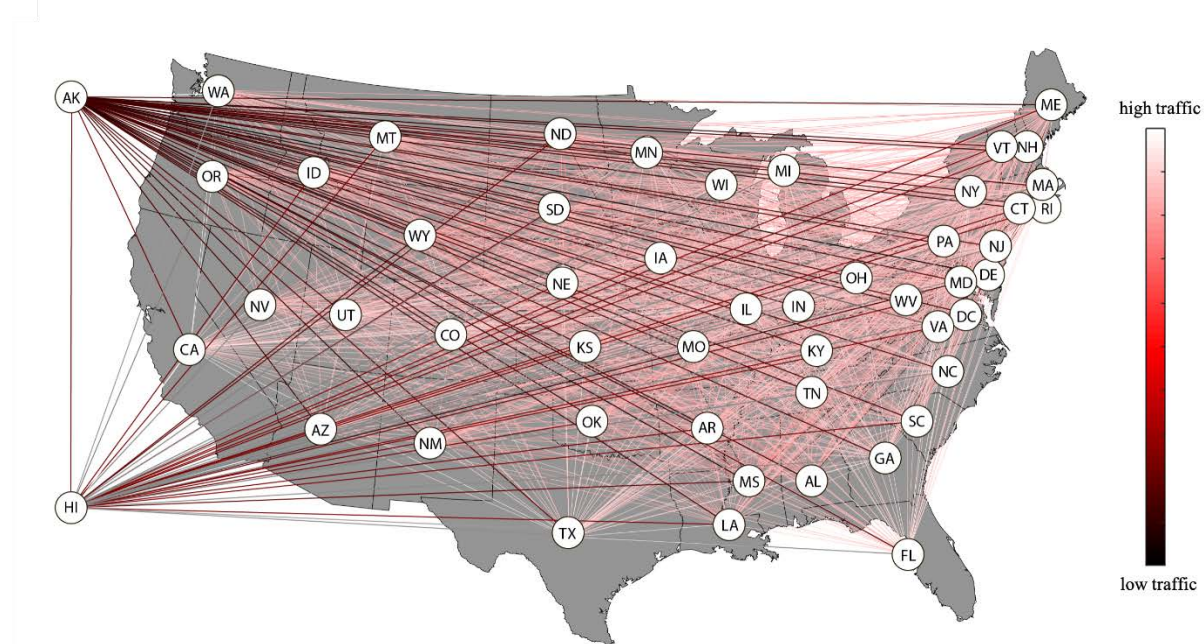 AK
WA
ME
high traffic
MT
ND
MN
VT
NH
OR
ID
WI
MI
NY
MA
SD
CT
RI
WY
PA
NJ
IA
NE
OH
MD
DE
NV
UT
IL
IN
WV
DC
CO
VA
CA
KS
MO
KY
NC
TN
AZ
NM
OK
AR
SC
GA
HI
MS
AL
TX
LA
FL
low traffic